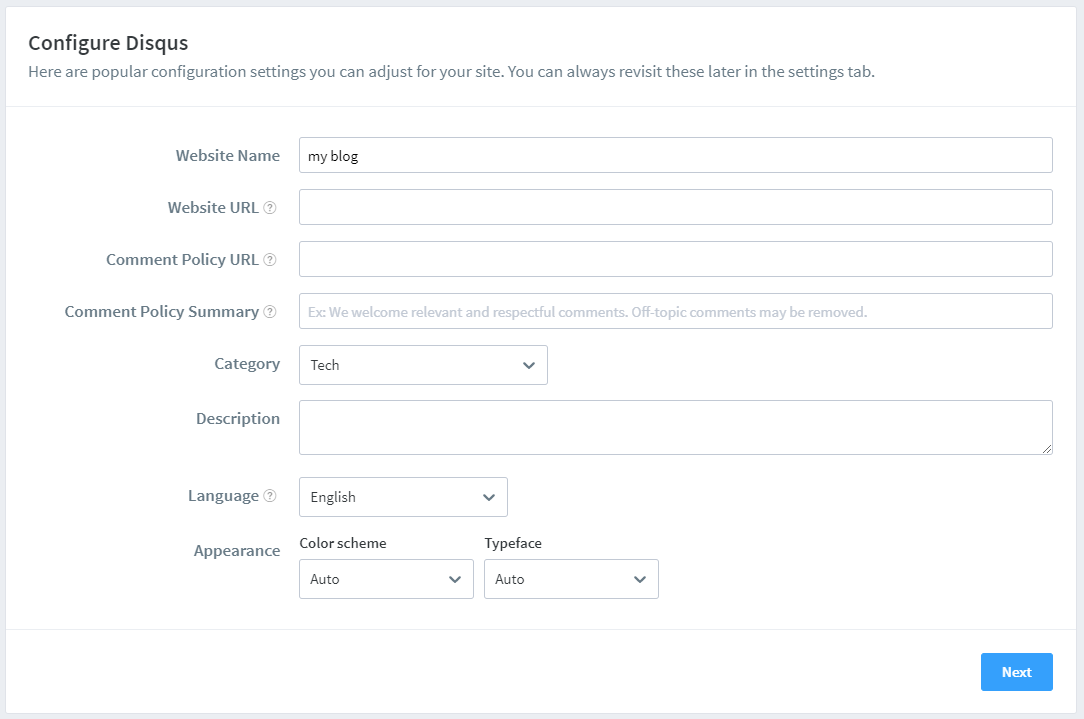 Configure Disqus
Here are popular configuration settings you can adjust for your site. You can always revisit these later in the settings tab.
Website Name
my blog
Website URL ?
Comment Policy URL ?
Comment Policy Summary ?
Ex: We welcome relevant and respectful comments. Off-topic comments may be removed.
Category
Tech
Description
Language ?
English
Appearance
Color scheme
Typeface
Auto
Auto
Next